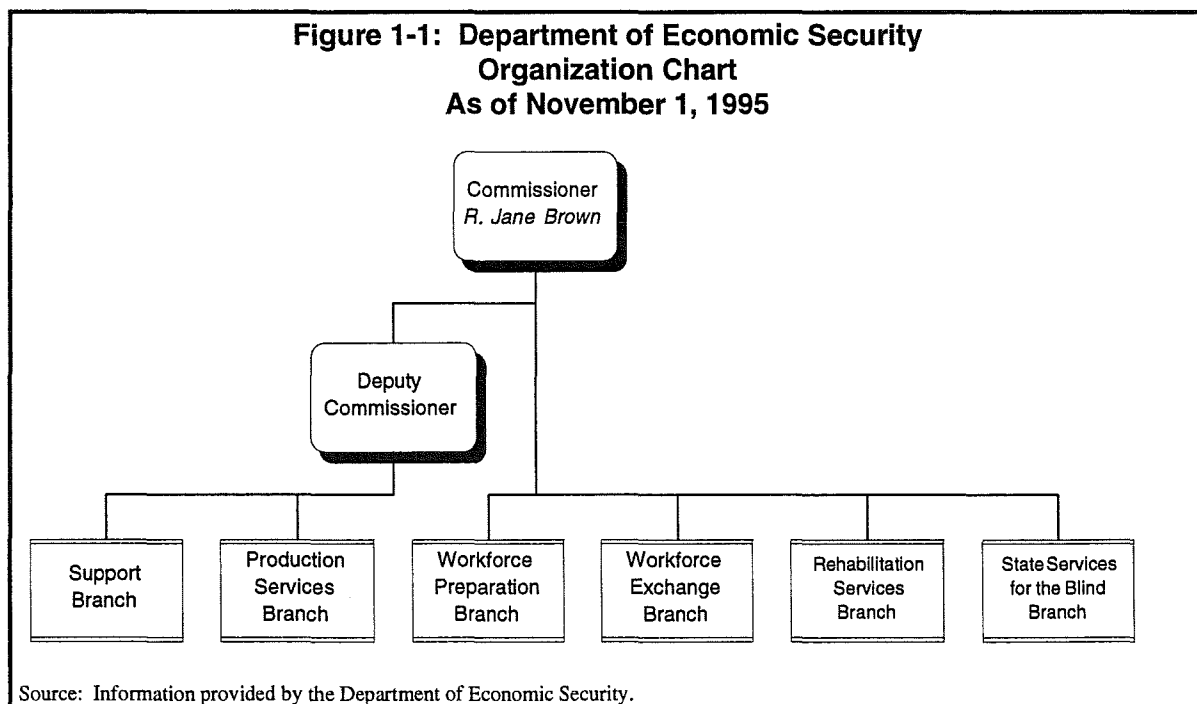 Figure 1-1: Department of Economic Security
Organization Chart
As of November 1, 1995
Commissioner
R. Jane Brown
Deputy
Commissioner
Support
Branch
Production
Services
Branch
Workforce
Preparation
Branch
Workforce
Exchange
Branch
Rehabilitation
Services
Branch
State Services
for the Blind
Branch
Source: Information provided by the Department of Economic Security.